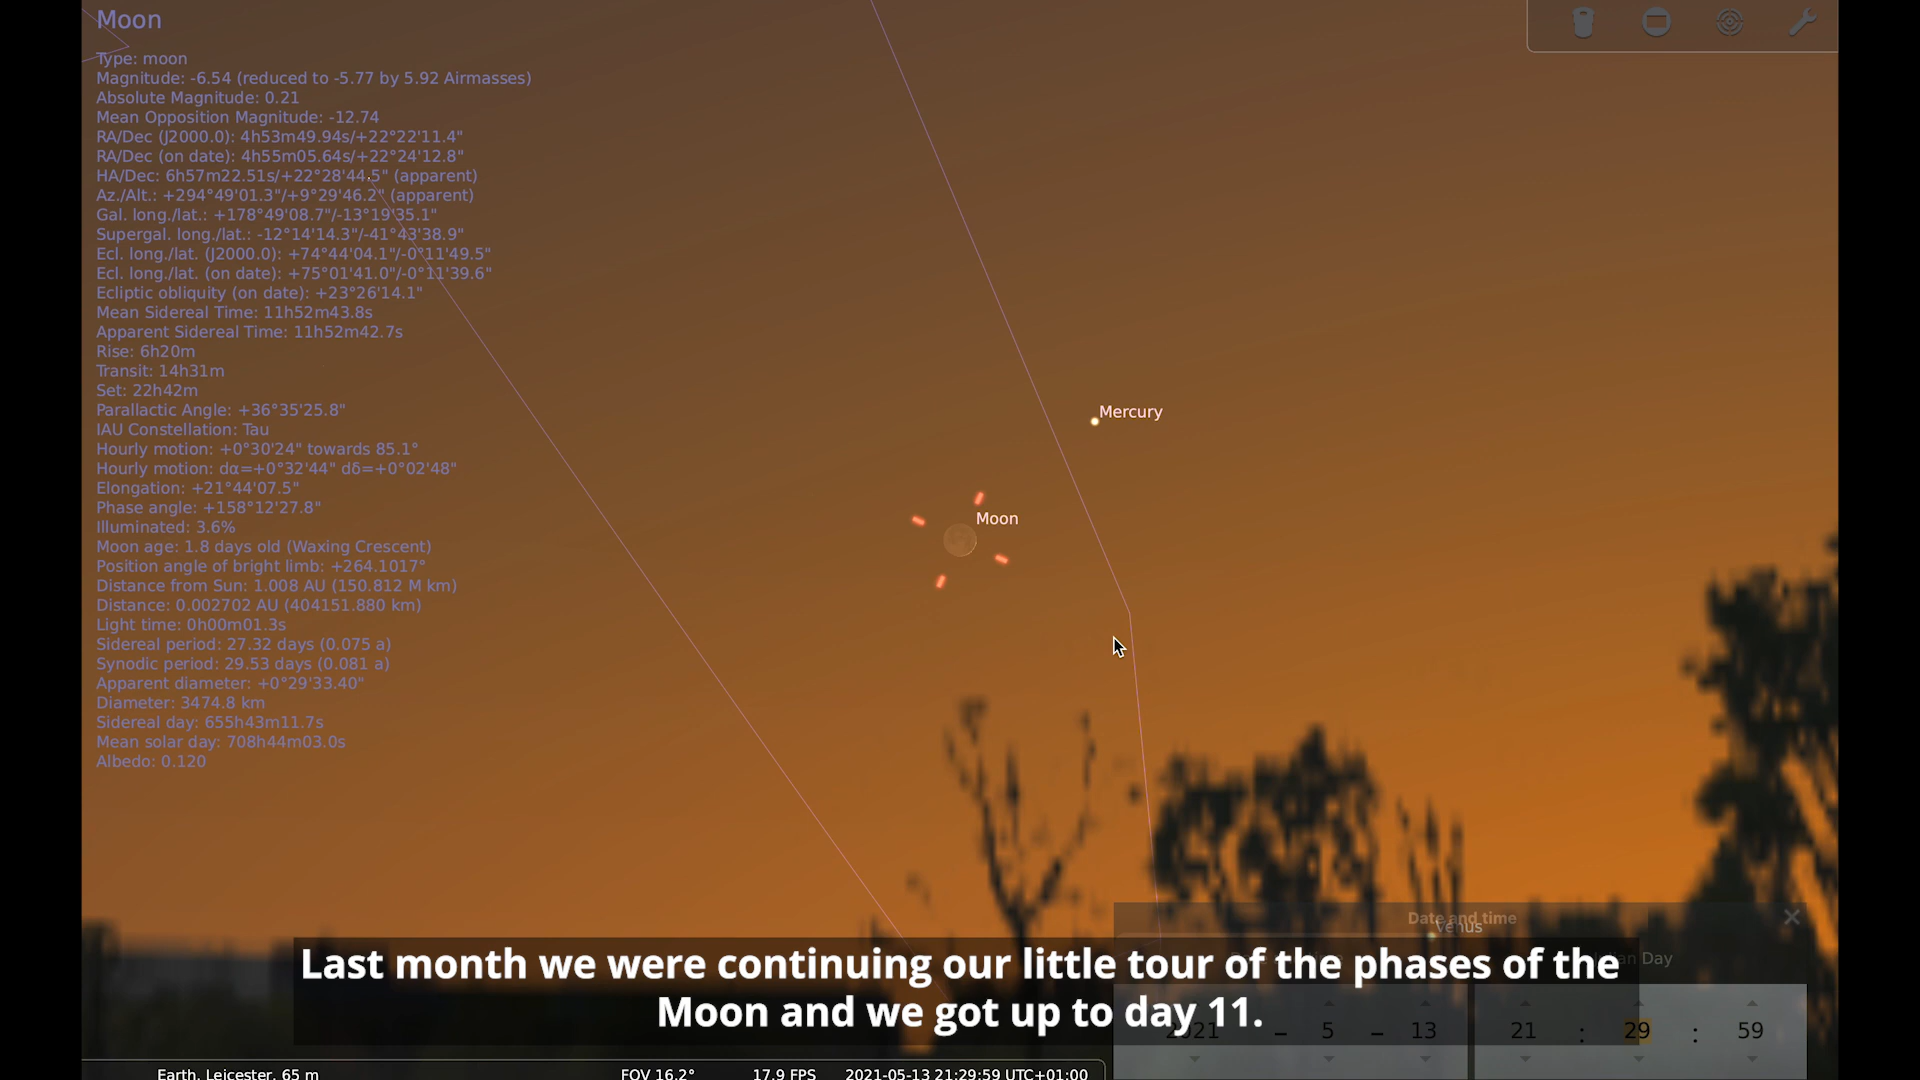 Moon
Type: moon
Magnitude: -6.54 (reduced to -5.77 by 5.92 Airmasses)
Absolute Magnitude: 0.21
Mean Opposition Magnitude: -12.74
RA/Dec (J2000.0): 4h53m49.94s/+22°22'11.4"
RA/Dec (on date): 4h55m05.64s/+22°24'12.8"
HA/Dec: 6h57m22.51s/+22°28'44.5" (apparent)
Az./Alt.: +294°49'01.3"/+9°29'46.2" (apparent)
Gal. long./lat.: +178°49'08.7"/-13°19'35.1"
Supergal. long./lat.: -12°14'14.3"/-41°43'38.9"
Ecl. long./lat. (J2000.0): +74°44'04.1"/-0°11'49.5"
Ecl. long./lat. (on date): +75°01'41.0"/-0°11'39.6"
Ecliptic obliquity (on date): +23°26'14.1"
Mean Sidereal Time: 11h52m43.8s
Apparent Sidereal Time: 11h52m42.7s
Rise: 6h20m
Transit: 14h31m
Set: 22h42m
Parallactic Angle: +36°35'25.8"
IAU Constellation: Tau
Hourly motion: +0°30'24" towards 85.1°
Hourly motion: dα=+0°32'44" dδ=+0°02'48"
Elongation: +21°44'07.5"
Phase angle: +158°12'27.8"
Illuminated: 3.6%
Moon age: 1.8 days old (Waxing Crescent)
Position angle of bright limb: +264.1017°
Distance from Sun: 1.008 AU (150.812 M km)
Distance: 0.002702 AU (404151.880 km)
Light time: 0h00m01.3s
Sidereal period: 27.32 days (0.075 a)
Synodic period: 29.53 days (0.081 a)
Apparent diameter: +0°29'33.40"
Diameter: 3474.8 km
Sidereal day: 655h43m11.7s
Mean solar day: 708h44m03.0s
Albedo: 0.120
Mercury
Moon
Date and time
Venus
Day
Last month we were continuing our little tour of the phases of the
Moon and we got up to day 11.
2021 – 5 – 13 21 : 29 : 59
Earth, Leicester, 65 m FOV 16.2° 17.9 FPS 2021-05-13 21:29:59 UTC+01:00